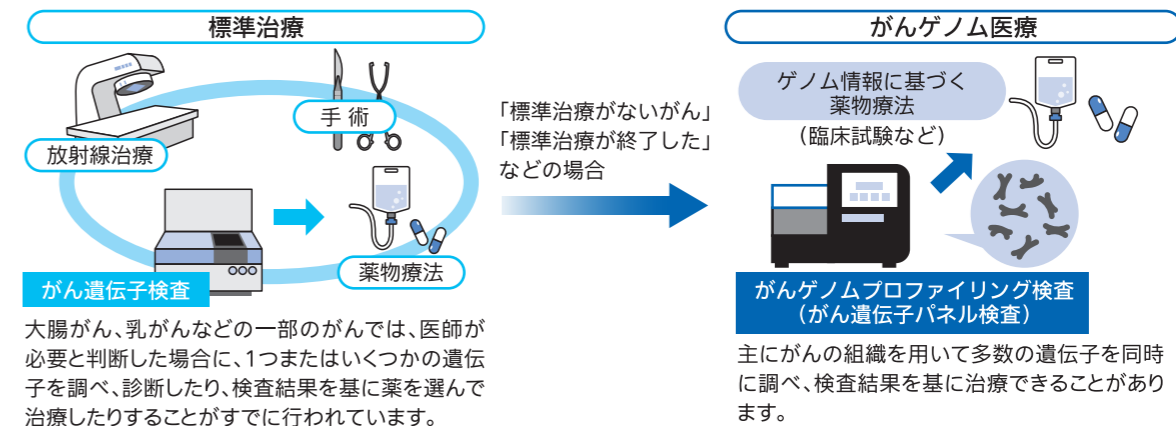 標準治療
放射線治療
手術
がん遺伝子検査
薬物療法
大腸がん、乳がんなどの一部のがんでは、医師が
必要と判断した場合に、1つまたはいくつかの遺伝
子を調べ、診断したり、検査結果を基に薬を選んで
治療したりすることがすでに行われています。
「標準治療がないがん」
「標準治療が終了した」
などの場合
がんゲノム医療
ゲノム情報に基づく
薬物療法
(臨床試験など)
がんゲノムプロファイリング検査
(がん遺伝子パネル検査)
主にがんの組織を用いて多数の遺伝子を同時
に調べ、検査結果を基に治療できることがあり
ます。